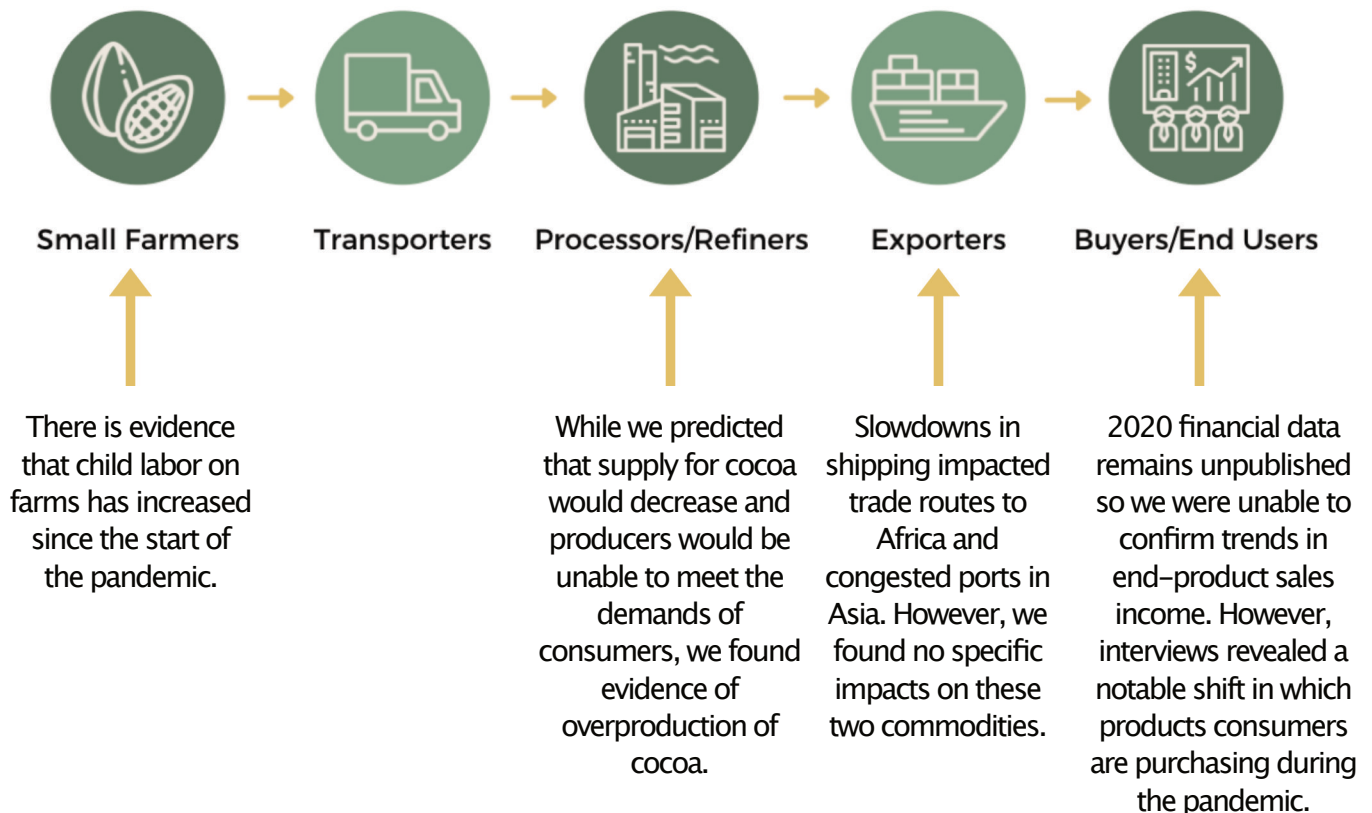 $
Small Farmers
Transporters
Processors/Refiners
Exporters
Buyers/End Users
There is evidence
that child labor on
farms has increased
since the start of
the pandemic.
While we predicted
that supply for cocoa
would decrease and
producers would be
unable to meet the
demands of
consumers, we found
evidence of
overproduction of
cocoa.
Slowdowns in
shipping impacted
trade routes to
Africa and
congested ports in
Asia. However, we
found no specific
impacts on these
two commodities.
2020 financial data
remains unpublished
so we were unable to
confirm trends in
end–product sales
income. However,
interviews revealed a
notable shift in which
products consumers
are purchasing during
the pandemic.